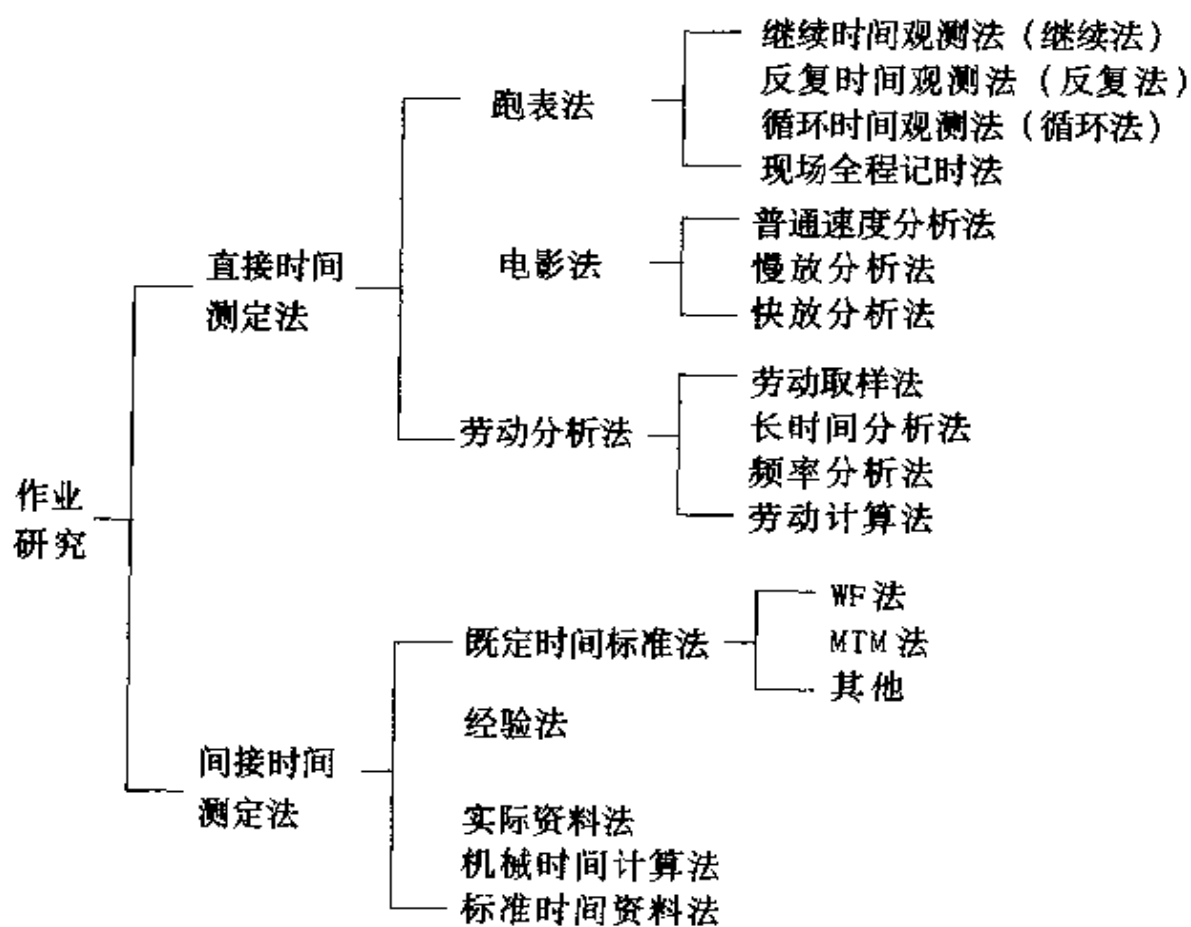 作业
研究
直接时间
测定法
跑表法
继续时间观测法（继续法）
反复时间观测法（反复法）
循环时间观测法（循环法）
现场全程记时法
电影法
普通速度分析法
慢放分析法
快放分析法
劳动分析法
劳动取样法
长时间分析法
频率分析法
劳动计算法
间接时间
测定法
既定时间标准法
WF法
MTM法
其他
经验法
实际资料法
机械时间计算法
标准时间资料法